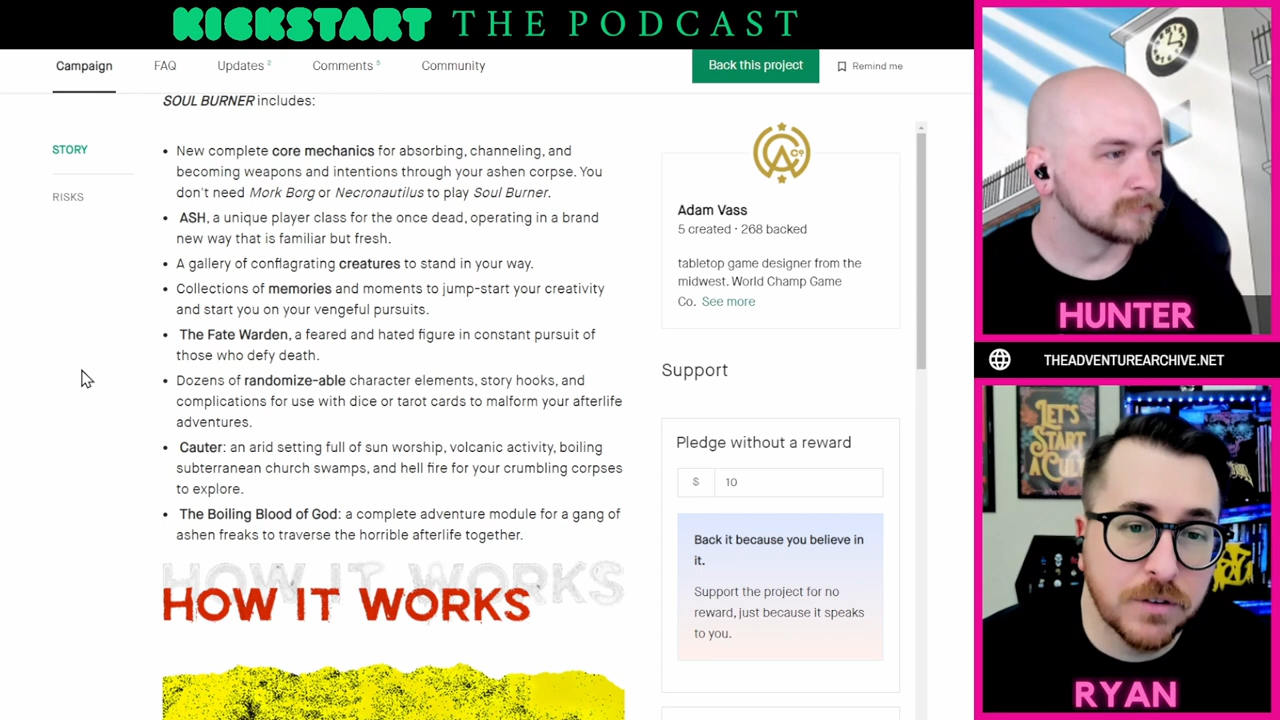 KICKSTART THE PODCAST
Campaign
FAQ
Updates 2
Comments 5
Community
Back this project
Remind me
STORY
RISKS
SOUL BURNER includes:
• New complete core mechanics for absorbing, channeling, and
becoming weapons and intentions through your ashen corpse. You
don't need Mork Borg or Necronautilus to play Soul Burner.
• ASH, a unique player class for the once dead, operating in a brand
new way that is familiar but fresh.
• A gallery of conflagrating creatures to stand in your way.
• Collections of memories and moments to jump-start your creativity
and start you on your vengeful pursuits.
• The Fate Warden, a feared and hated figure in constant pursuit of
those who defy death.
• Dozens of randomize-able character elements, story hooks, and
complications for use with dice or tarot cards to malform your afterlife
adventures.
• Cauter: an arid setting full of sun worship, volcanic activity, boiling
subterranean church swamps, and hell fire for your crumbling corpses
to explore.
• The Boiling Blood of God: a complete adventure module for a gang of
ashen freaks to traverse the horrible afterlife together.
HOW IT WORKS
HOW IT WORKS
Adam Vass
5 created · 268 backed
tabletop game designer from the
midwest. World Champ Game
Co. See more
Support
Pledge without a reward
$ 10
Back it because you believe in
it.
Support the project for no
reward, just because it speaks
to you.
HUNTER
THEADVENTUREARCHIVE.NET
LET'S
START
A CULT
RYAN